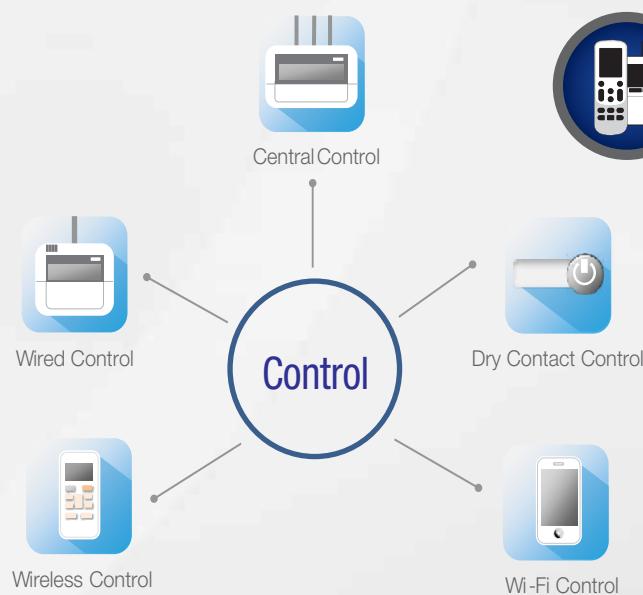 Central Control
Wired Control
Control
Dry Contact Control
Wireless Control
Wi-Fi Control